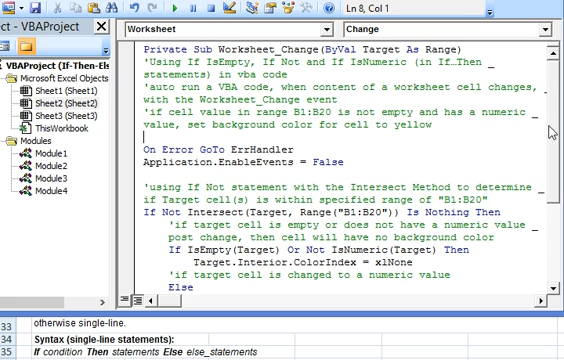 Ln 8, Col 1
ct - VBAProject
Worksheet
Change
VBAProject (If-Then-Els
Microsoft Excel Objects
Sheet1 (Sheet1)
Sheet2 (Sheet2)
Sheet3 (Sheet3)
ThisWorkbook
Modules
Module1
Module2
Module3
Module4
Private Sub Worksheet_Change(ByVal Target As Range)
'Using If IsEmpty, If Not and If IsNumeric (in If…Then _
statements) in vba code
'auto run a VBA code, when content of a worksheet cell changes, _
with the Worksheet_Change event
'if cell value in range B1:B20 is not empty and has a numeric _
value, set background color for cell to yellow
On Error GoTo ErrHandler
Application.EnableEvents = False
'using If Not statement with the Intersect Method to determine _
if Target cell(s) is within specified range of "B1:B20"
If Not Intersect(Target, Range("B1:B20")) Is Nothing Then
'if target cell is empty or does not have a numeric value _
post change, then cell will have no background color
If IsEmpty(Target) Or Not IsNumeric(Target) Then
Target.Interior.ColorIndex = xlNone
'if target cell is changed to a numeric value
Else
33 otherwise single-line.
34 Syntax (single-line statements):
35 If condition Then statements Else else_statements